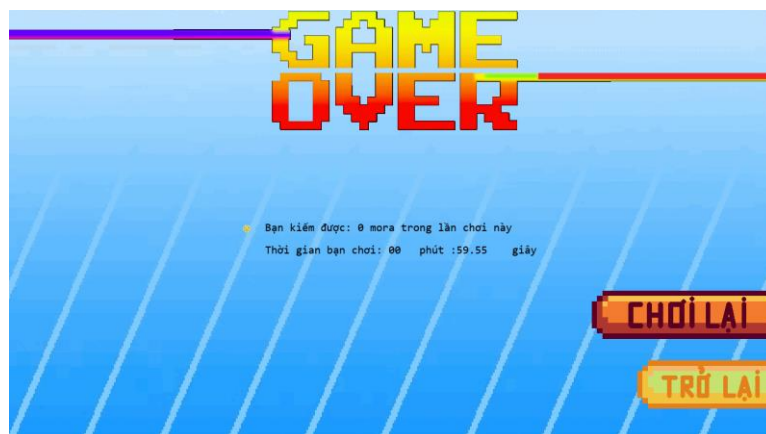 GAME
OVER
Bạn kiếm được: 0 mora trong lần chơi này
Thời gian bạn chơi: 00 phút :59.55 giây
CHƠI LẠI
TRỞ LẠI